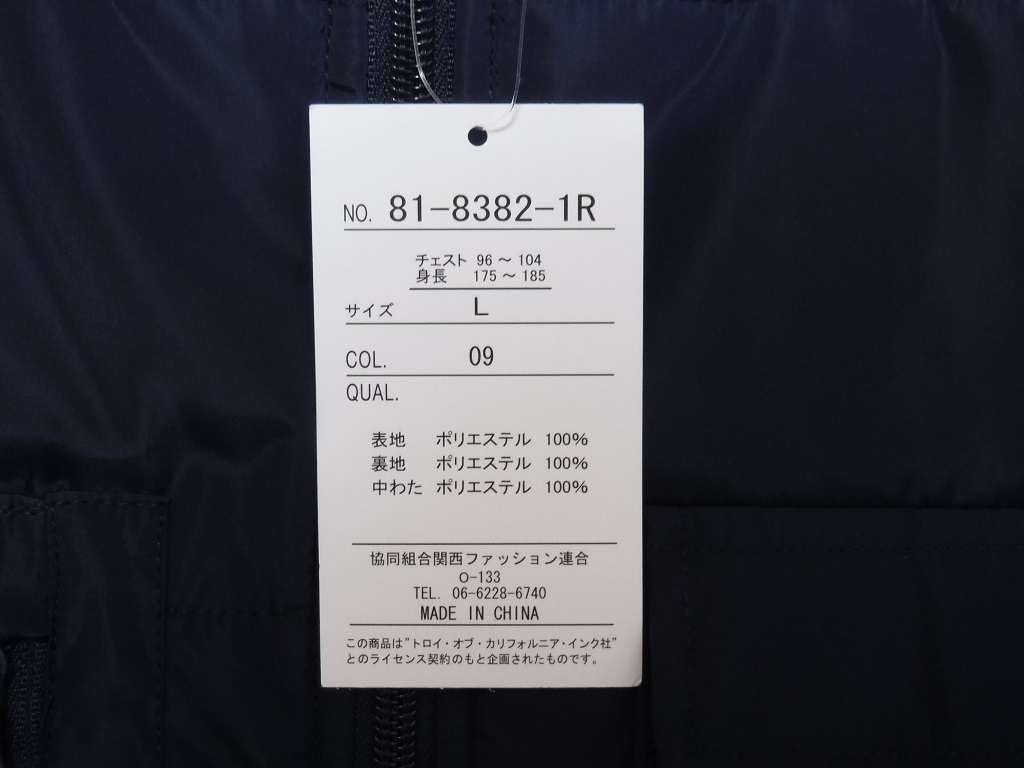 NO. 81-8382-1R
チェスト 96 ～ 104
身長 175 ～ 185
サイズ L
COL. 09
QUAL.
表地 ポリエステル 100%
裏地 ポリエステル 100%
中わた ポリエステル 100%
協同組合関西ファッション連合
O-133
TEL. 06-6228-6740
MADE IN CHINA
この商品は"トロイ・オブ・カリフォルニア・インク社"
とのライセンス契約のもと企画されたものです。